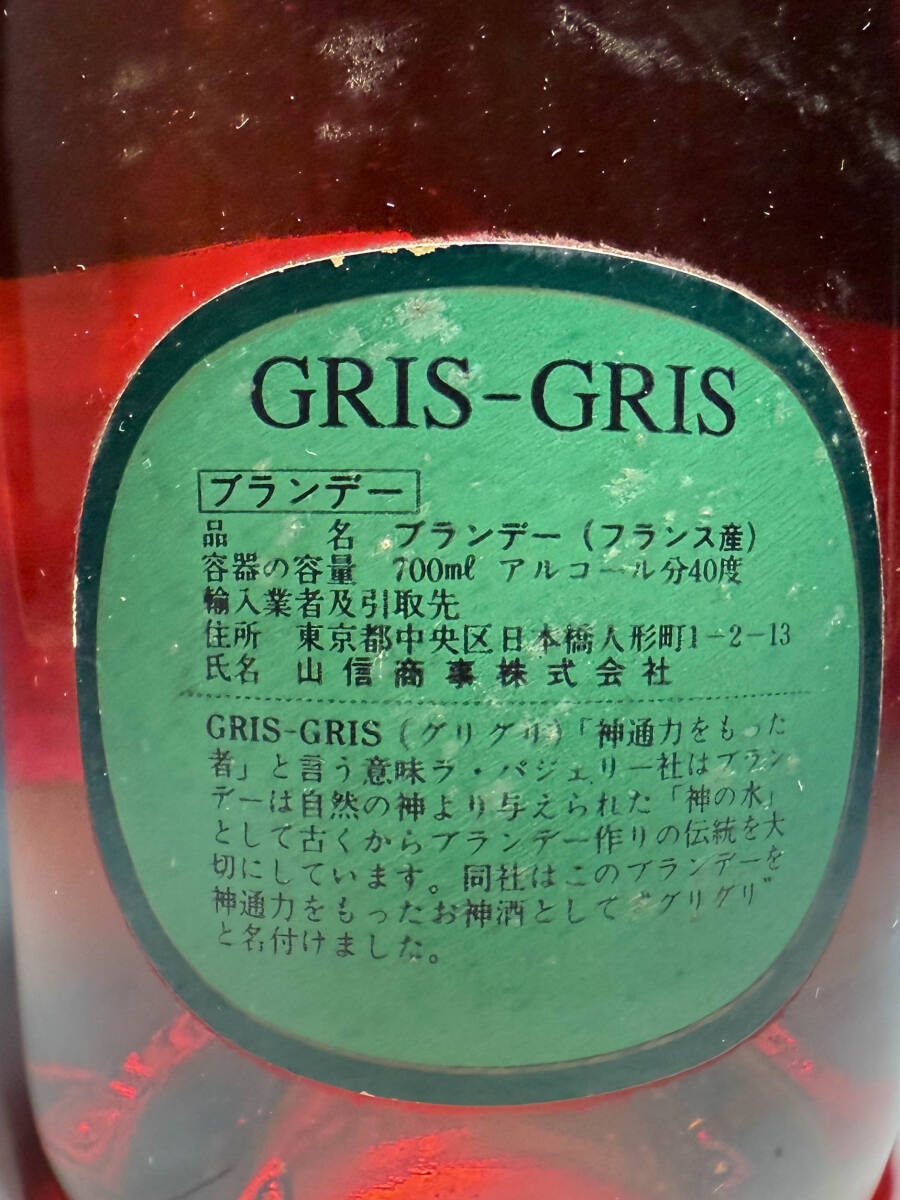 GRIS-GRIS
ブランデー
品　　　名　ブランデー(フランス産)
容器の容量　700ml アルコール分40度
輸入業者及引取先
住所　東京都中央区日本橋人形町1-2-13
氏名　山信商事株式会社
GRIS-GRIS (グリグリ)「神通力をもった
者」と言う意味ラ・パジェリー社はブラン
デーは自然の神より与えられた「神の水」
として古くからブランデー作りの伝統を大
切にしています。同社はこのブランデーを
神通力をもったお神酒として“グリグリ”
と名付けました。